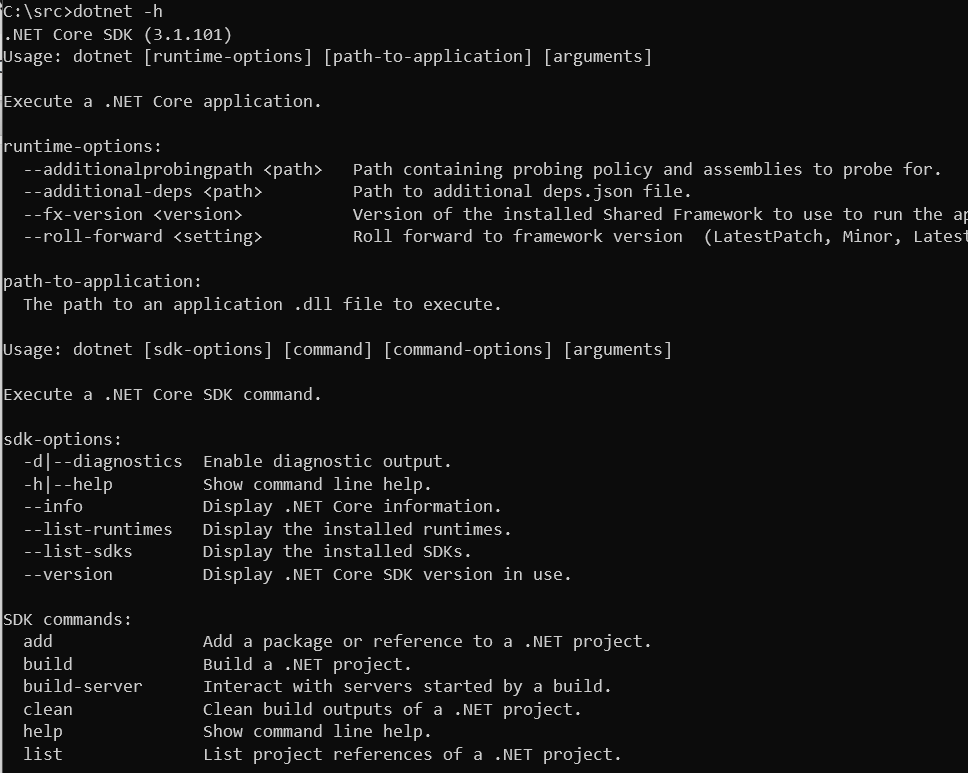 C:\src>dotnet -h
.NET Core SDK (3.1.101)
Usage: dotnet [runtime-options] [path-to-application] [arguments]
Execute a .NET Core application.
runtime-options:
--additionalprobingpath <path> Path containing probing policy and assemblies to probe for.
--additional-deps <path> Path to additional deps.json file.
--fx-version <version> Version of the installed Shared Framework to use to run the ap
--roll-forward <setting> Roll forward to framework version (LatestPatch, Minor, Latest
path-to-application:
The path to an application .dll file to execute.
Usage: dotnet [sdk-options] [command] [command-options] [arguments]
Execute a .NET Core SDK command.
sdk-options:
-d|--diagnostics Enable diagnostic output.
-h|--help Show command line help.
--info Display .NET Core information.
--list-runtimes Display the installed runtimes.
--list-sdks Display the installed SDKs.
--version Display .NET Core SDK version in use.
SDK commands:
add Add a package or reference to a .NET project.
build Build a .NET project.
build-server Interact with servers started by a build.
clean Clean build outputs of a .NET project.
help Show command line help.
list List project references of a .NET project.